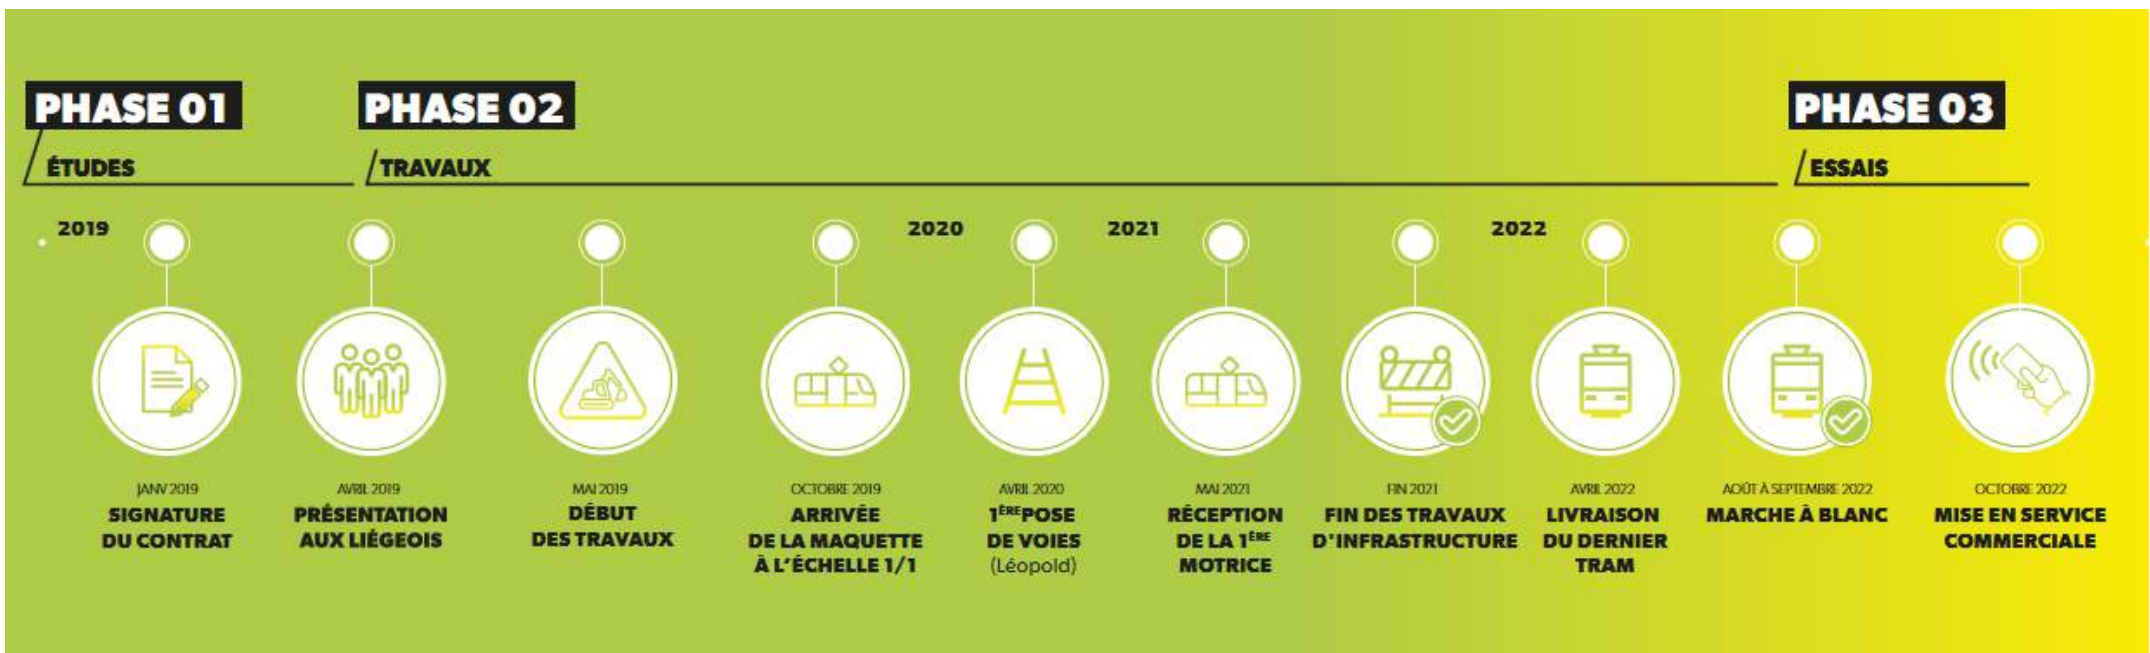 PHASE 01
ÉTUDES
PHASE 02
TRAVAUX
PHASE 03
ESSAIS
2019
2020
2021
2022
JANV 2019
SIGNATURE
DU CONTRAT
AVRIL 2019
PRÉSENTATION
AUX LIÉGEOIS
MAI 2019
DÉBUT
DES TRAVAUX
OCTOBRE 2019
ARRIVÉE
DE LA MAQUETTE
À L'ÉCHELLE 1/1
AVRIL 2020
1ÈRE POSE
DE VOIES
(Léopold)
MAI 2021
RÉCEPTION
DE LA 1ÈRE
MOTRICE
FIN 2021
FIN DES TRAVAUX
D'INFRASTRUCTURE
AVRIL 2022
LIVRAISON
DU DERNIER
TRAM
AOÛT À SEPTEMBRE 2022
MARCHE À BLANC
OCTOBRE 2022
MISE EN SERVICE
COMMERCIALE